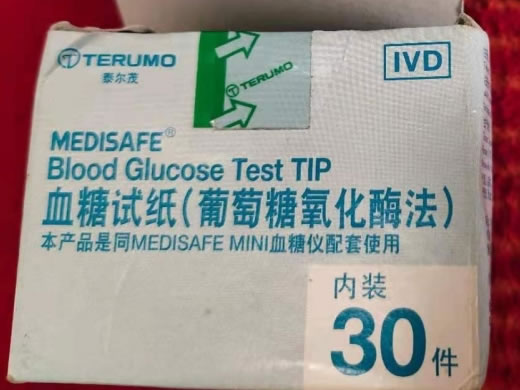 TERUMO
泰尔茂
TERUMO
IVD
MEDISAFE®
Blood Glucose Test TIP
血糖试纸(葡萄糖氧化酶法)
本产品是同MEDISAFE MINI血糖仪配套使用
内装
30件